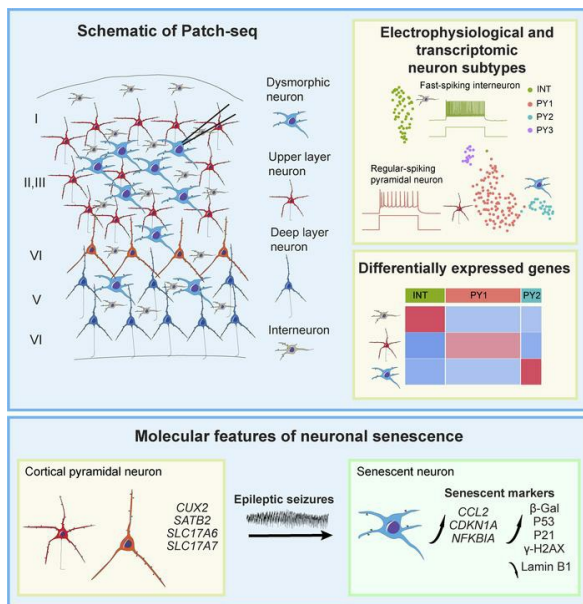 Schematic of Patch-seq
I
II,III
VI
V
VI
Dysmorphic
neuron
Upper layer
neuron
Deep layer
neuron
Interneuron
Electrophysiological and
transcriptomic
neuron subtypes
Fast-spiking interneuron
INT
PY1
PY2
PY3
Regular-spiking
pyramidal neuron
Differentially expressed genes
INT PY1 PY2
Molecular features of neuronal senescence
Cortical pyramidal neuron
CUX2
SATB2
SLC17A6
SLC17A7
Epileptic seizures
Senescent neuron
Senescent markers
CCL2
CDKN1A
NFKBIA
β-Gal
P53
P21
γ-H2AX
Lamin B1